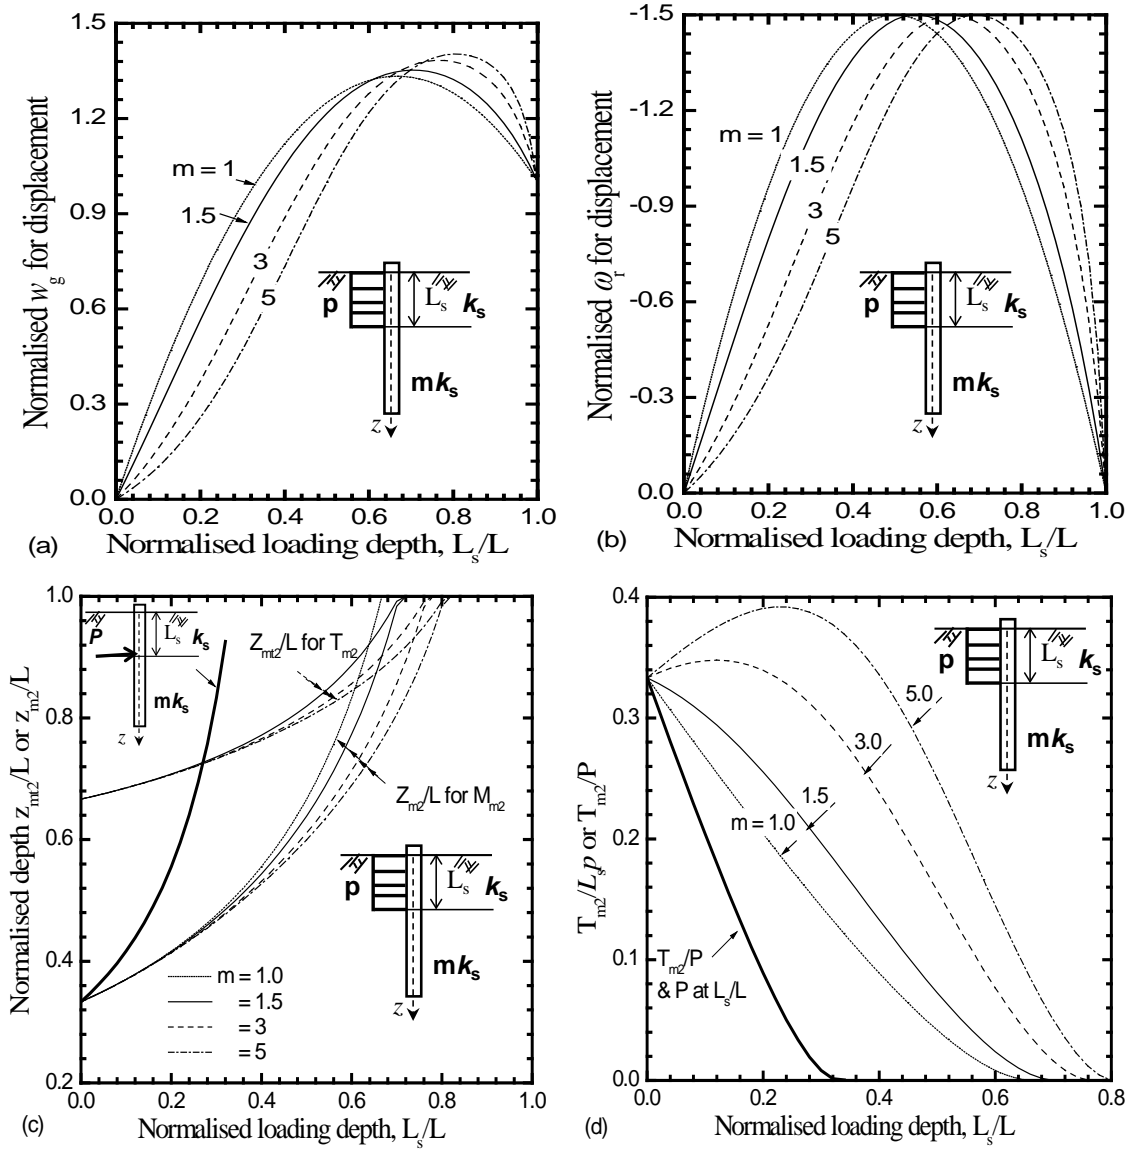 (a)
Normalised w_g for displacement
1.5
1.2
0.9
0.6
0.3
0.0
m = 1
1.5
3
5
p
L_s
k_s
mk_s
z
0.0 0.2 0.4 0.6 0.8 1.0
Normalised loading depth, L_s/L
(b)
Normalised ω_r for displacement
-1.5
-1.5
-1.2
-0.9
-0.6
-0.3
0.0
m = 1
1.5
3
5
p
L_s
k_s
mk_s
z
0.0 0.2 0.4 0.6 0.8 1.0
Normalised loading depth, L_s/L
(c)
Normalised depth z_mt2/L or z_m2/L
1.0
0.8
0.6
0.4
0.2
P
L_s
k_s
mk_s
z
Z_mt2/L for T_m2
Z_m2/L for M_m2
p
L_s
k_s
mk_s
z
m = 1.0
= 1.5
= 3
= 5
0.0 0.2 0.4 0.6 0.8 1.0
Normalised loading depth, L_s/L
(d)
T_m2/L_sp or T_m2/P
0.4
0.3
0.2
0.1
0.0
5.0
3.0
1.5
m = 1.0
T_m2/P
& P at L_s/L
p
L_s
k_s
mk_s
z
0.0 0.2 0.4 0.6 0.8
Normalised loading depth, L_s/L